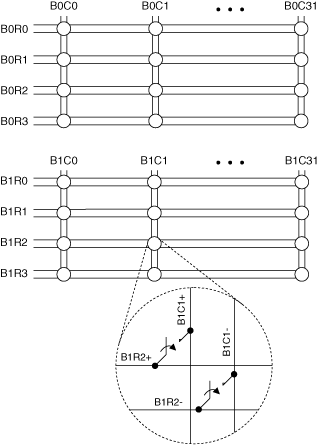 B0C0 B0C1 • • • B0C31
B0R0
B0R1
B0R2
B0R3
B1C0 B1C1 • • • B1C31
B1R0
B1R1
B1R2
B1R3
B1C1+
B1C1-
B1R2+
B1R2-